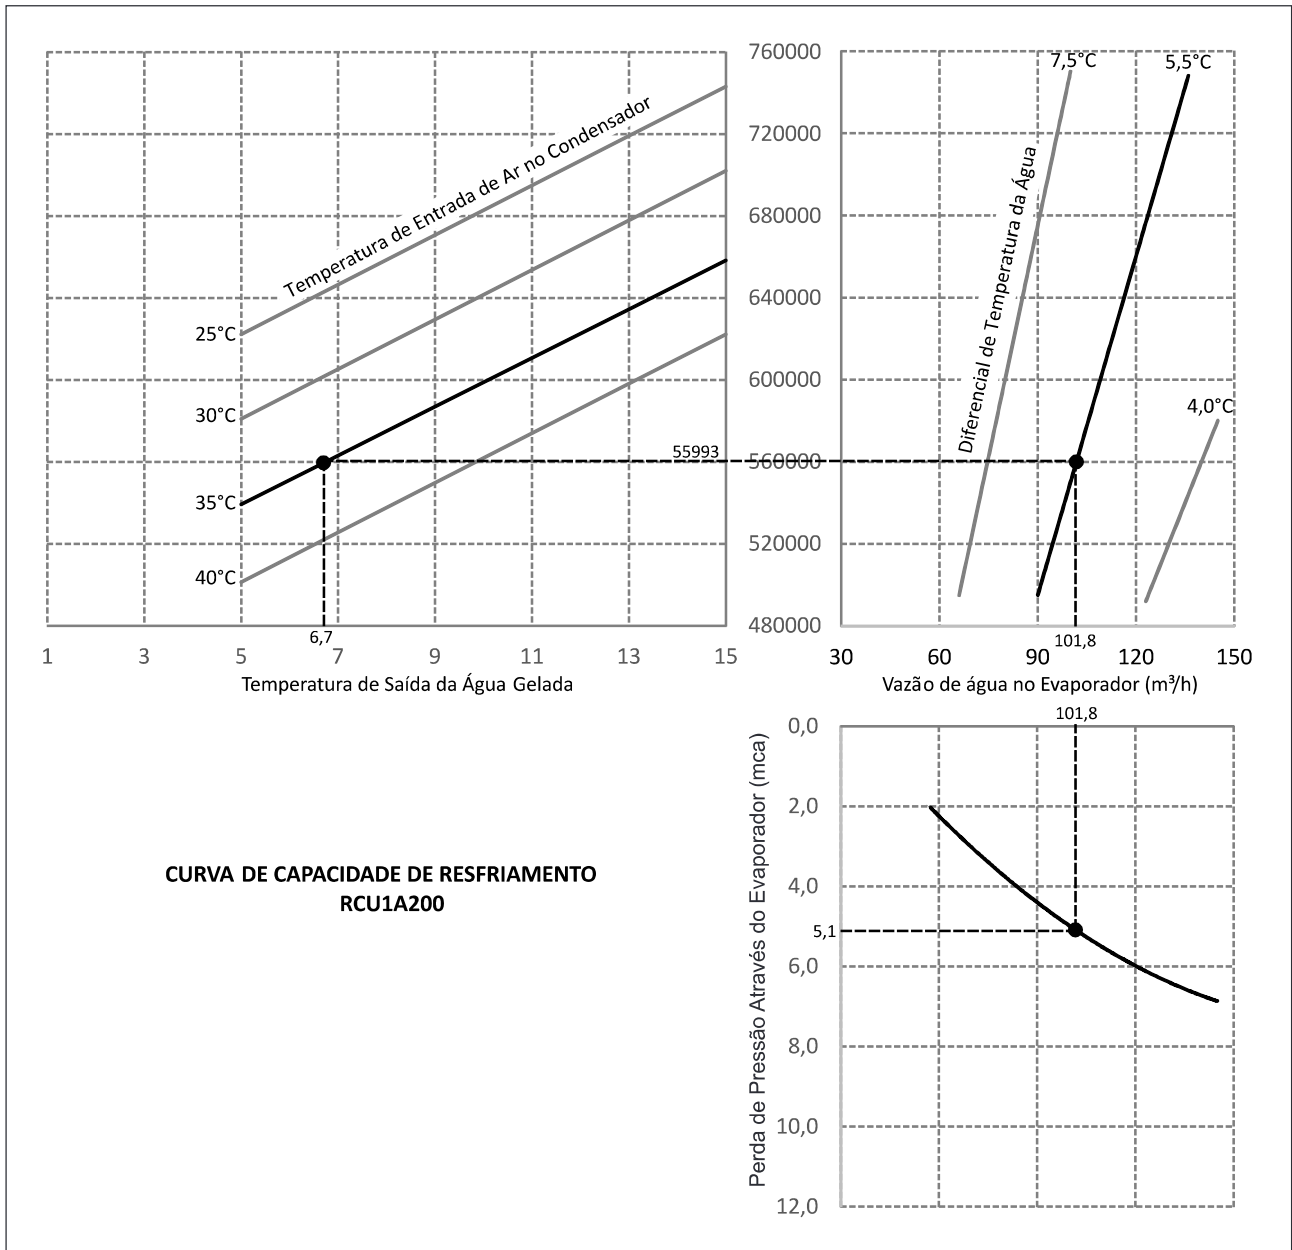 760000
720000
680000
640000
600000
560000
520000
480000
Temperatura de Entrada de Ar no Condensador
25°C
30°C
35°C
40°C
55993
6,7
1 3 5 7 9 11 13 15
Temperatura de Saída da Água Gelada
7,5°C
5,5°C
4,0°C
Diferencial de Temperatura da Água
101,8
30 60 90 120 150
Vazão de água no Evaporador (m³/h)
101,8
0,0
2,0
4,0
5,1
6,0
8,0
10,0
12,0
Perda de Pressão Através do Evaporador (mca)
CURVA DE CAPACIDADE DE RESFRIAMENTO
RCU1A200